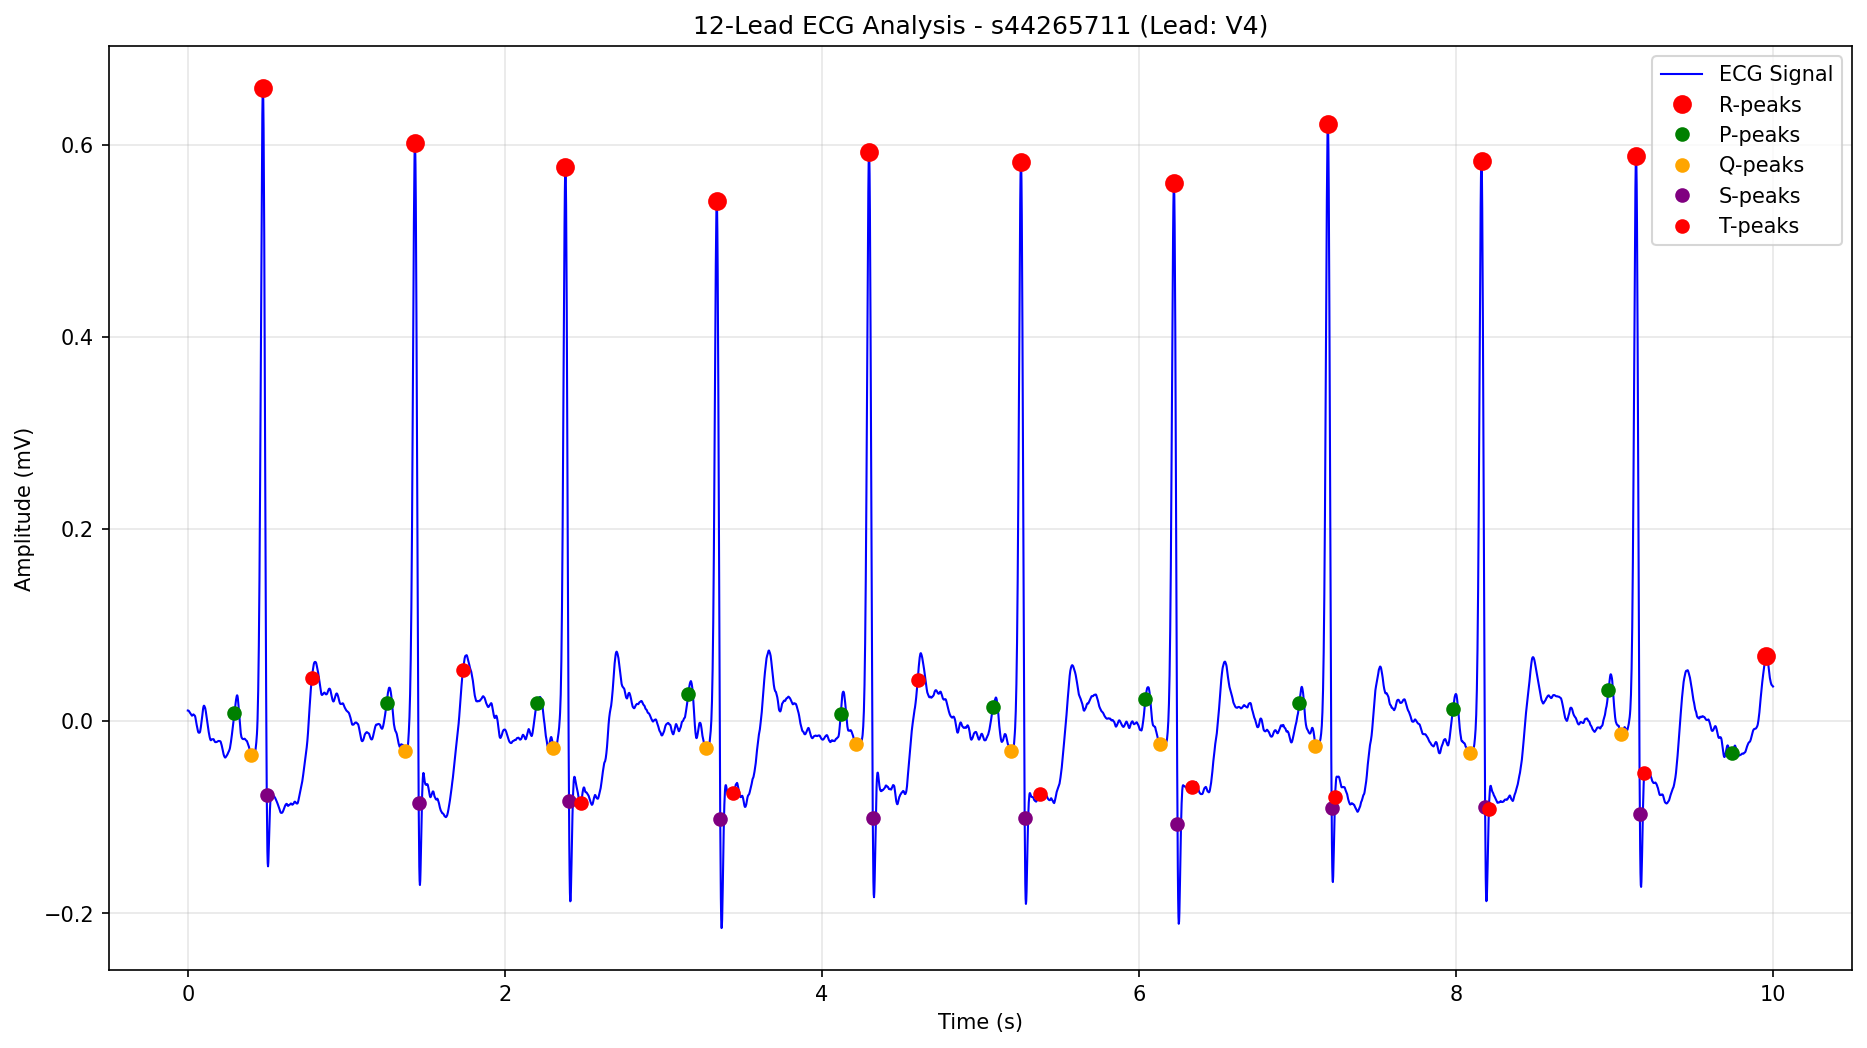 12-Lead ECG Analysis - s44265711 (Lead: V4)
ECG Signal
R-peaks
P-peaks
Q-peaks
S-peaks
T-peaks
Amplitude (mV)
0.6
0.4
0.2
0.0
−0.2
0 2 4 6 8 10
Time (s)